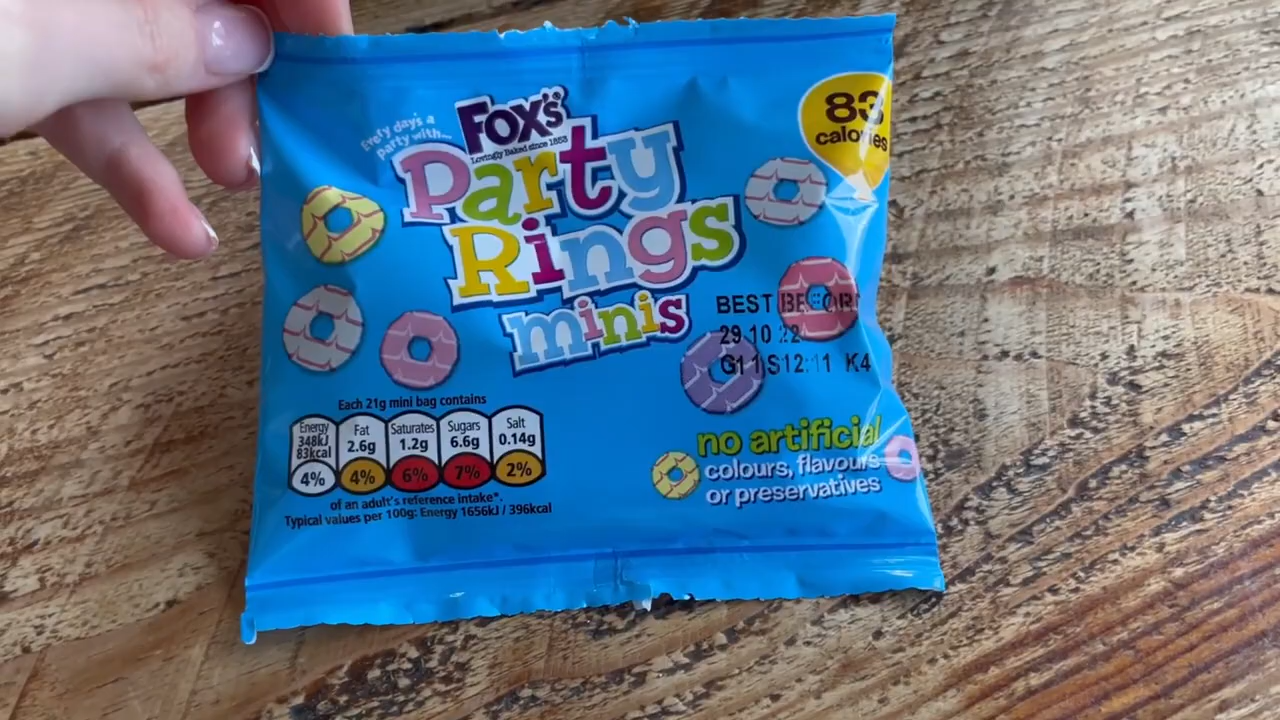 Every day's a
party with...
FOX's
Lovingly Baked since 1853
Party
Rings
minis
83
calories
BEST BEFORE
29 10 22
G11S12:11 K4
Each 21g mini bag contains
Energy 348kJ 83kcal 4%
Fat 2.6g 4%
Saturates 1.2g 6%
Sugars 6.6g 7%
Salt 0.14g 2%
of an adult's reference intake*.
Typical values per 100g: Energy 1656kJ / 396kcal
no artificial
colours, flavours
or preservatives